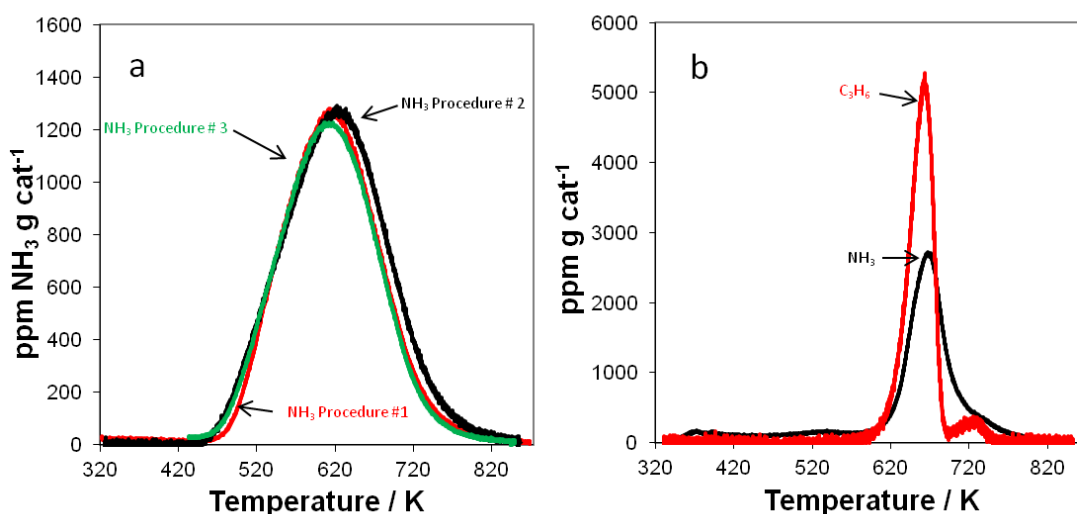 a
ppm NH₃ g cat⁻¹
1600
1400
1200
1000
800
600
400
200
0
NH₃ Procedure # 2
NH₃ Procedure # 3
NH₃ Procedure #1
320 420 520 620 720 820
Temperature / K
b
ppm g cat⁻¹
6000
5000
4000
3000
2000
1000
0
C₃H₆
NH₃
320 420 520 620 720 820
Temperature / K